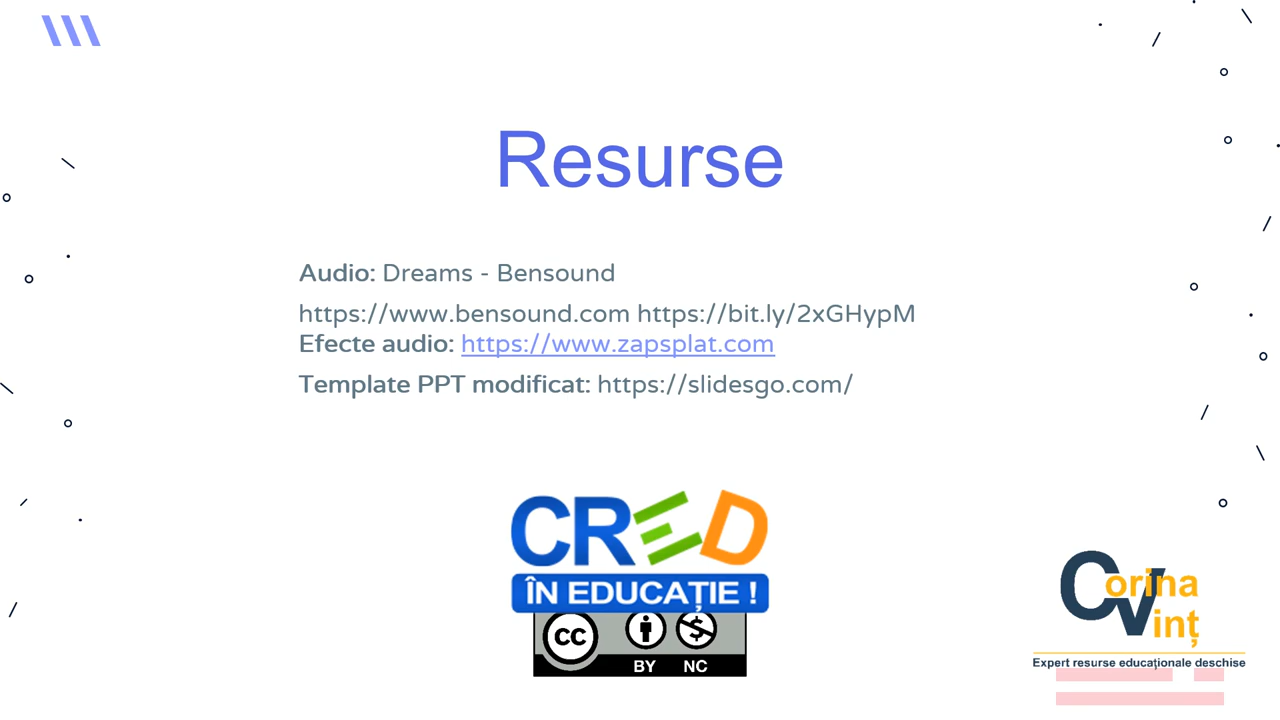 Resurse
Audio: Dreams - Bensound
https://www.bensound.com https://bit.ly/2xGHypM
Efecte audio: https://www.zapsplat.com
Template PPT modificat: https://slidesgo.com/
CRED
ÎN EDUCAȚIE !
CC
BY NC
Corina
Vinț
Expert resurse educaționale deschise